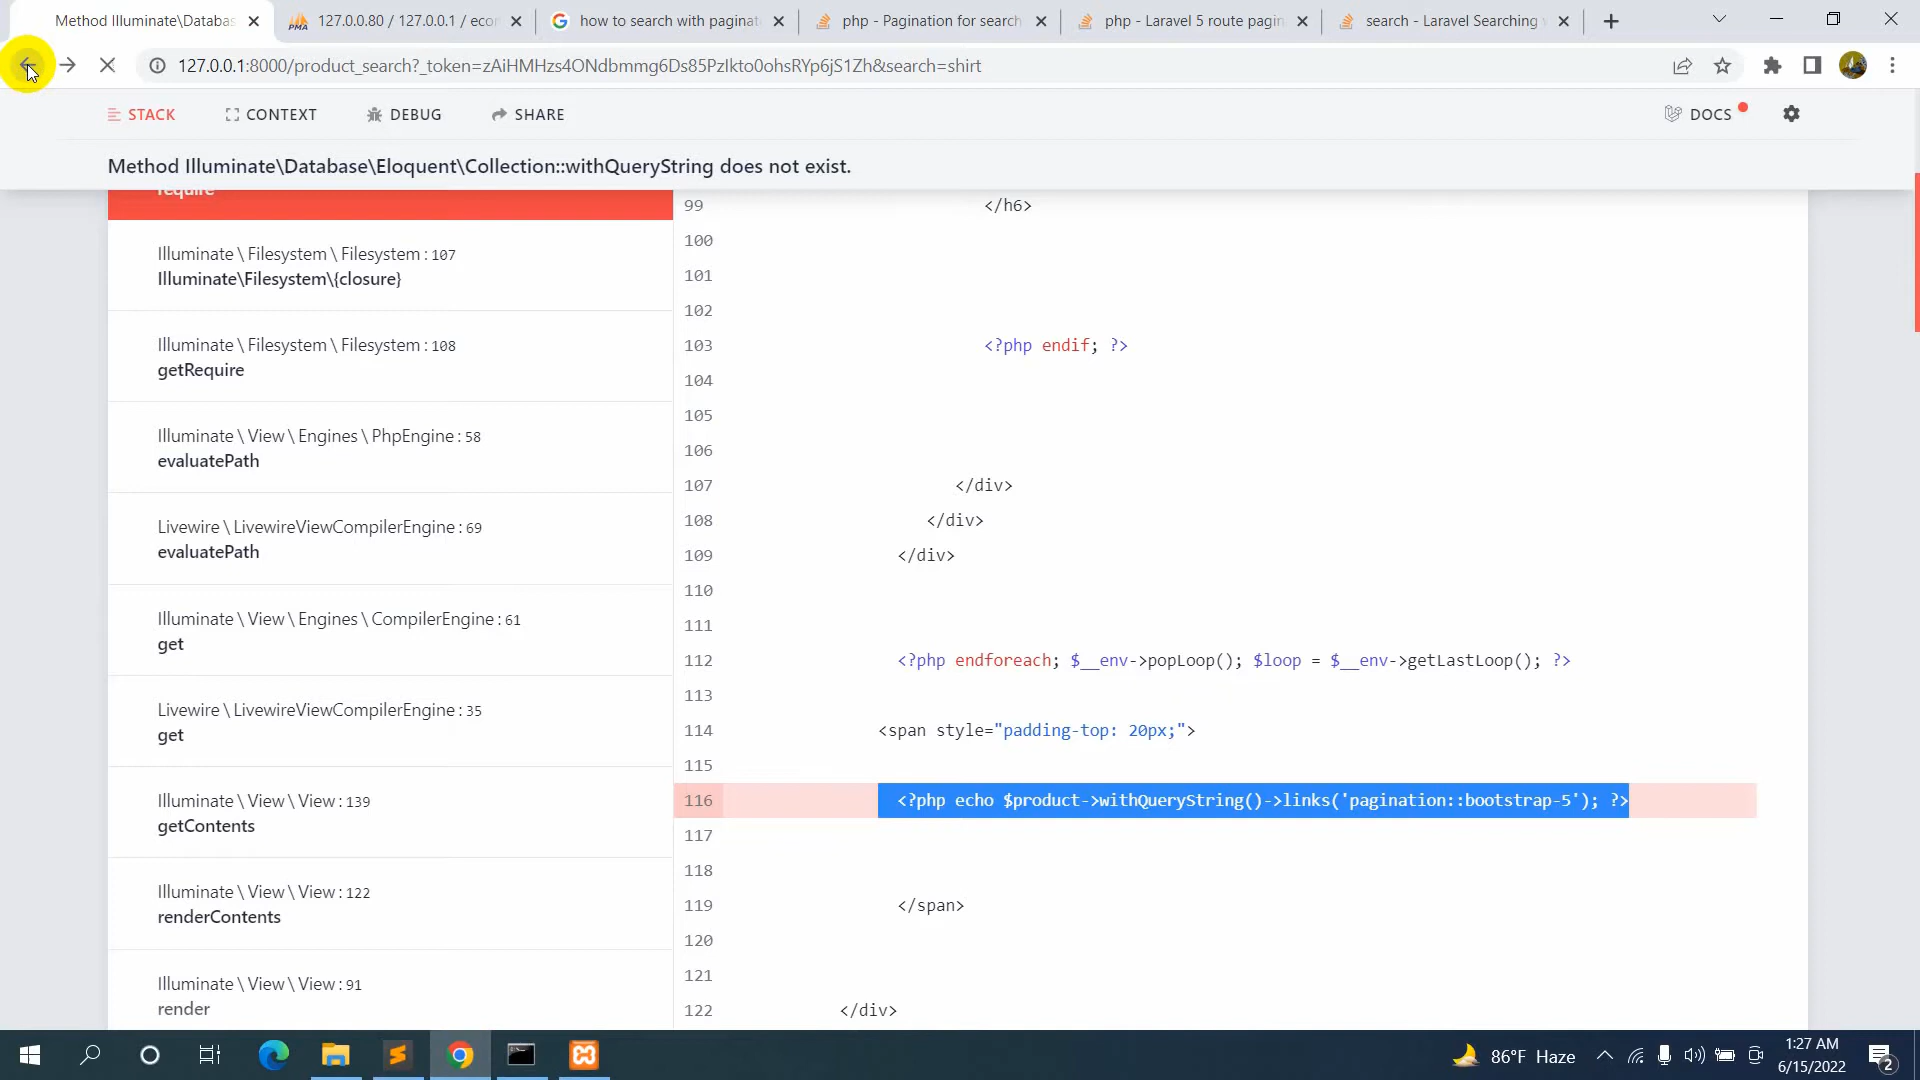 Method Illuminate\Databas
127.0.0.80 / 127.0.0.1 / econ
how to search with paginat
php - Pagination for search
php - Laravel 5 route pagin
search - Laravel Searching
127.0.0.1:8000/product_search?_token=zAiHMHzs4ONdbmmg6Ds85PzIkto0ohsRYp6jS1Zh&search=shirt
STACK
CONTEXT
DEBUG
SHARE
DOCS
Method Illuminate\Database\Eloquent\Collection::withQueryString does not exist.
require
Illuminate \ Filesystem \ Filesystem : 107
Illuminate\Filesystem\{closure}
Illuminate \ Filesystem \ Filesystem : 108
getRequire
Illuminate \ View \ Engines \ PhpEngine : 58
evaluatePath
Livewire \ LivewireViewCompilerEngine : 69
evaluatePath
Illuminate \ View \ Engines \ CompilerEngine : 61
get
Livewire \ LivewireViewCompilerEngine : 35
get
Illuminate \ View \ View : 139
getContents
Illuminate \ View \ View : 122
renderContents
Illuminate \ View \ View : 91
render
99 </h6>
100
101
102
103 <?php endif; ?>
104
105
106
107 </div>
108 </div>
109 </div>
110
111
112 <?php endforeach; $__env->popLoop(); $loop = $__env->getLastLoop(); ?>
113
114 <span style="padding-top: 20px;">
115
116 <?php echo $product->withQueryString()->links('pagination::bootstrap-5'); ?>
117
118
119 </span>
120
121
122 </div>
86°F Haze
1:27 AM
6/15/2022
2